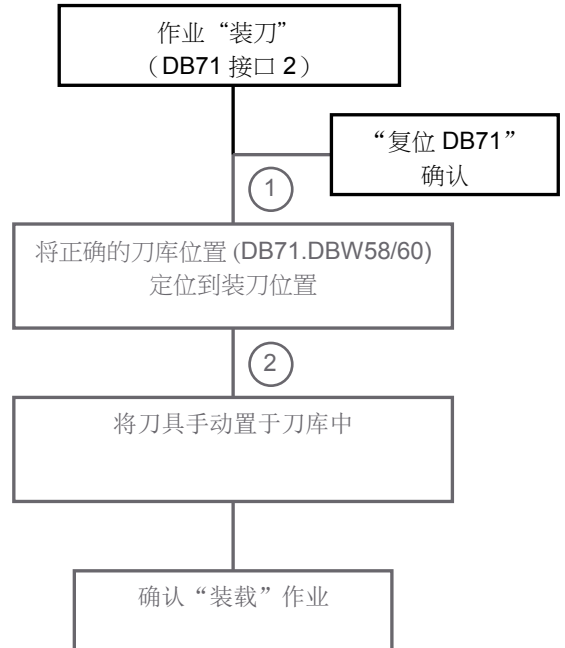 作业“装刀”
（DB71 接口 2）
“复位 DB71”
确认
1
将正确的刀库位置 (DB71.DBW58/60)
定位到装刀位置
2
将刀具手动置于刀库中
确认“装载”作业